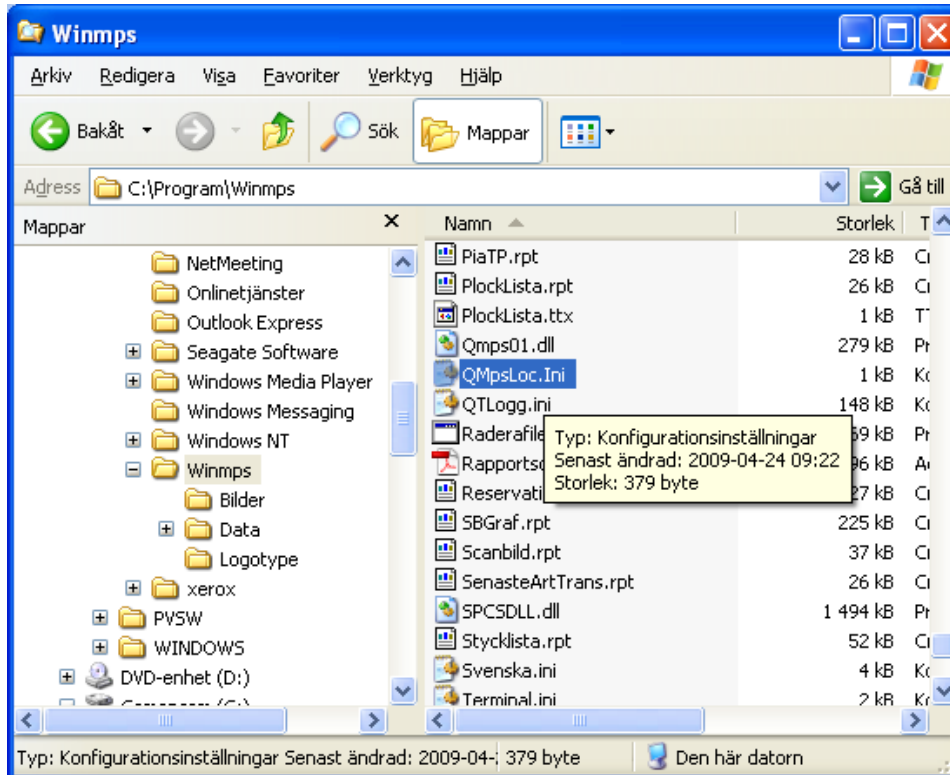 Winmps
Arkiv Redigera Visa Favoriter Verktyg Hjälp
Bakåt Sök Mappar
Adress C:\Program\Winmps Gå till
Mappar
NetMeeting
Onlinetjänster
Outlook Express
Seagate Software
Windows Media Player
Windows Messaging
Windows NT
Winmps
Bilder
Data
Logotype
xerox
PVSW
WINDOWS
DVD-enhet (D:)
Namn Storlek T
PiaTP.rpt 28 kB
PlockLista.rpt 26 kB
PlockLista.ttx 1 kB
Qmps01.dll 279 kB
QMpsLoc.Ini 1 kB
QTLogg.ini 148 kB
Raderafile 69 kB
Rapportsc 96 kB
Reservati 27 kB
SBGraf.rpt 225 kB
Scanbild.rpt 37 kB
SenasteArtTrans.rpt 26 kB
SPCSDLL.dll 1 494 kB
Stycklista.rpt 52 kB
Svenska.ini 4 kB
Terminal.ini 2 kB
Typ: Konfigurationsinställningar
Senast ändrad: 2009-04-24 09:22
Storlek: 379 byte
Typ: Konfigurationsinställningar Senast ändrad: 2009-04- 379 byte Den här datorn